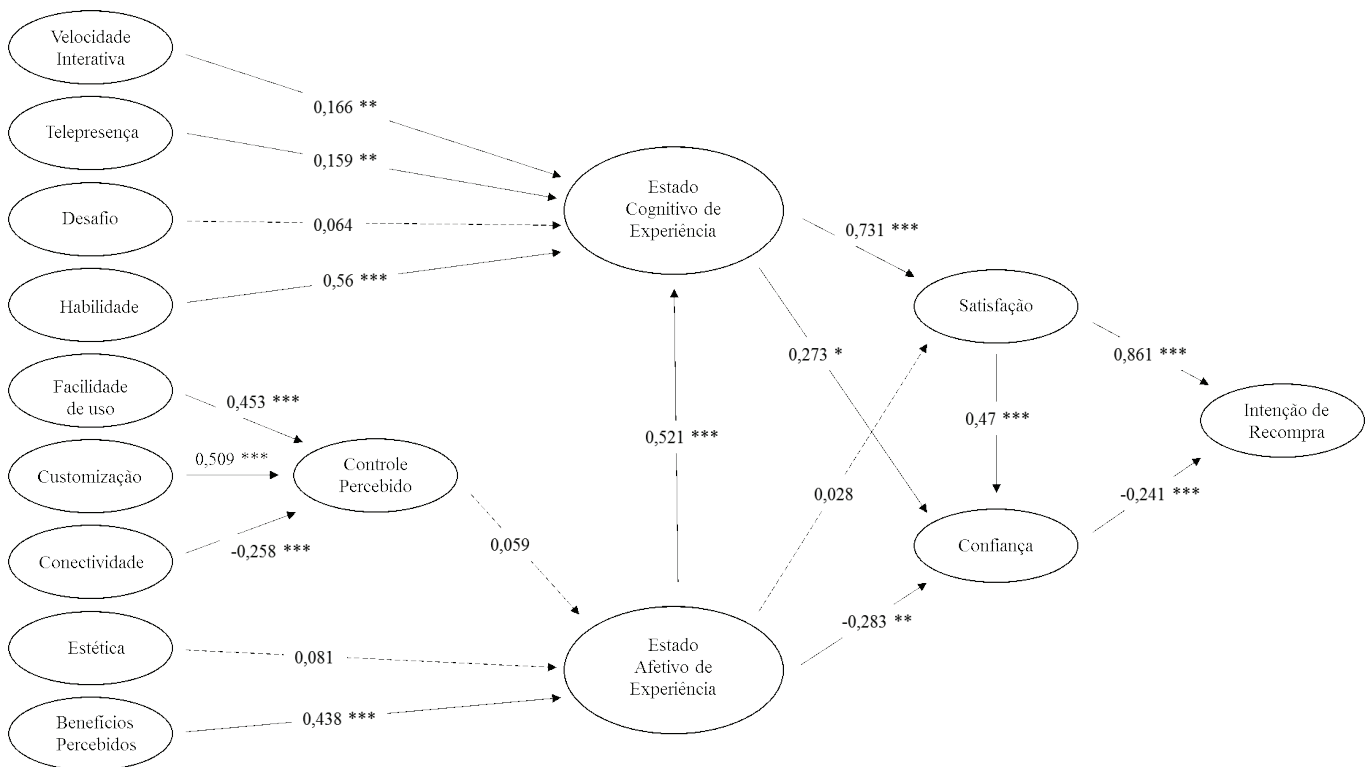 Velocidade
Interativa
0,166 **
Telepresença
0,159 **
Desafio
0,064
Habilidade
0,56 ***
Estado
Cognitivo de
Experiência
0,731 ***
Satisfação
0,273 *
0,861 ***
Facilidade
de uso
0,453 ***
Customização
0,509 ***
Controle
Percebido
Conectividade
-0,258 ***
0,059
0,521 ***
0,028
0,47 ***
Intenção de
Recompra
-0,241 ***
Confiança
-0,283 **
Estética
0,081
Estado
Afetivo de
Experiência
Benefícios
Percebidos
0,438 ***